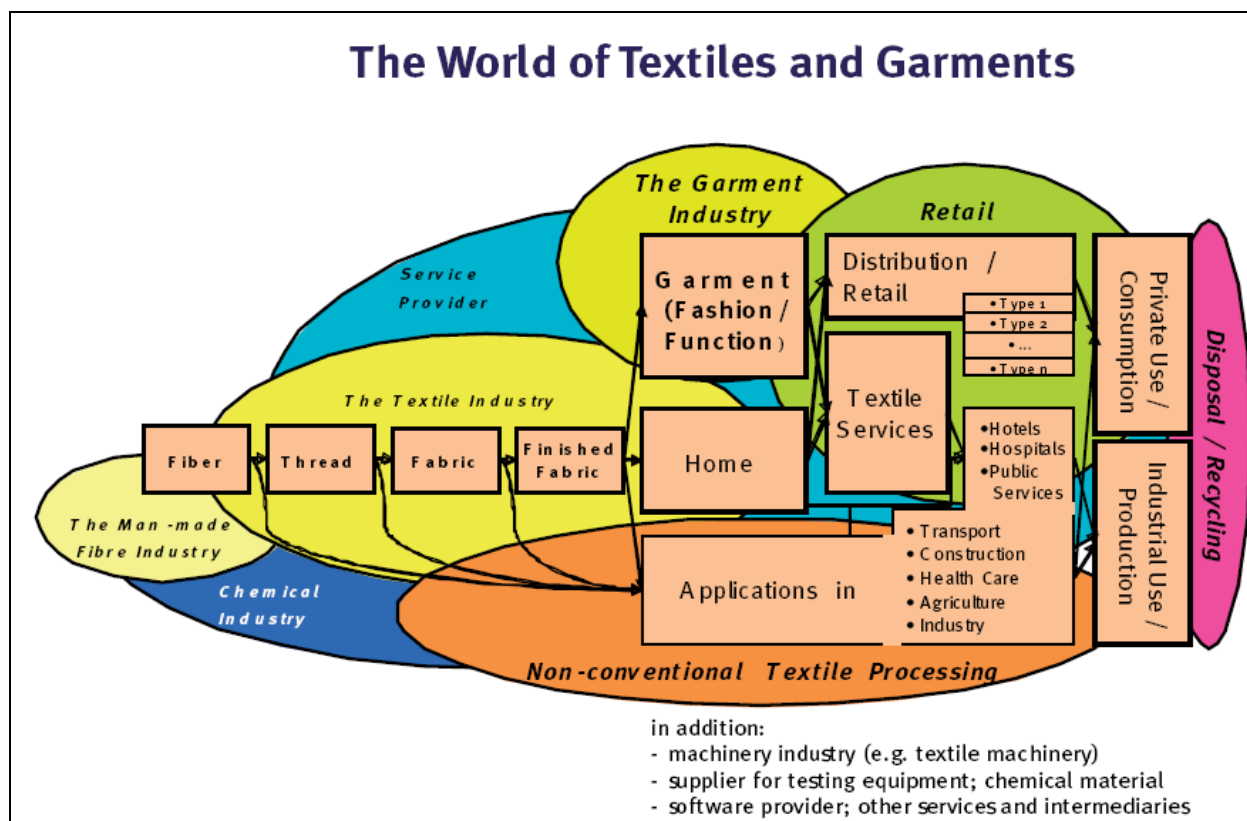 The World of Textiles and Garments
The Garment
Industry
Retail
Service
Provider
Garment
(Fashion /
Function)
Distribution /
Retail
• Type 1
• Type 2
• ...
• Type n
Private Use /
Consumption
Disposal / Recycling
The Textile Industry
Textile
Services
Fiber
Thread
Fabric
Finished
Fabric
Home
•Hotels
•Hospitals
•Public
Services
Industrial Use /
Production
The Man-made
Fibre Industry
Chemical
Industry
Applications in
• Transport
• Construction
• Health Care
• Agriculture
• Industry
Non-conventional Textile Processing
in addition:
- machinery industry (e.g. textile machinery)
- supplier for testing equipment; chemical material
- software provider; other services and intermediaries